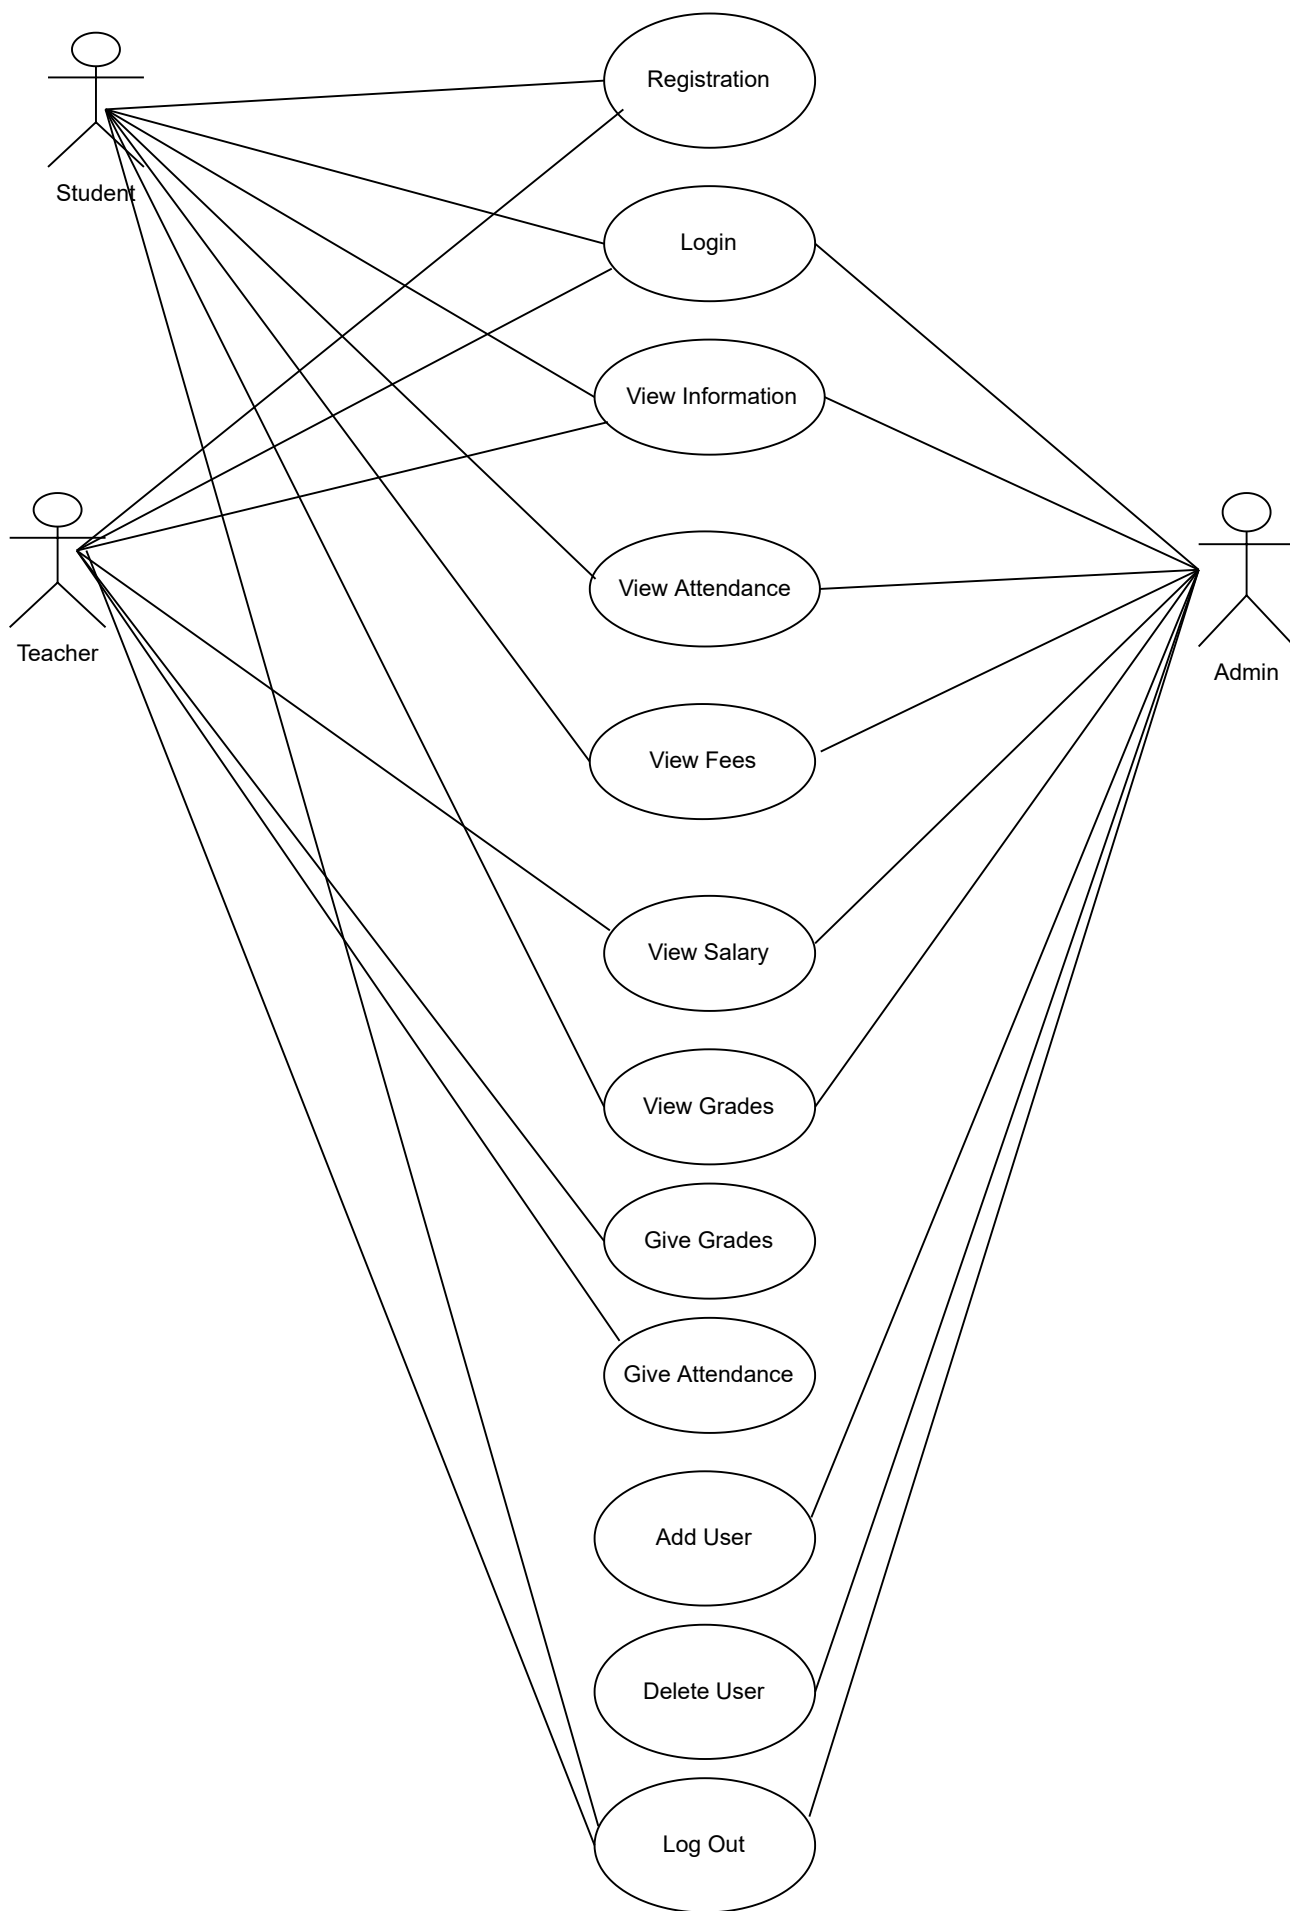 Registration
Student
Login
View Information
View Attendance
Teacher
Admin
View Fees
View Salary
View Grades
Give Grades
Give Attendance
Add User
Delete User
Log Out